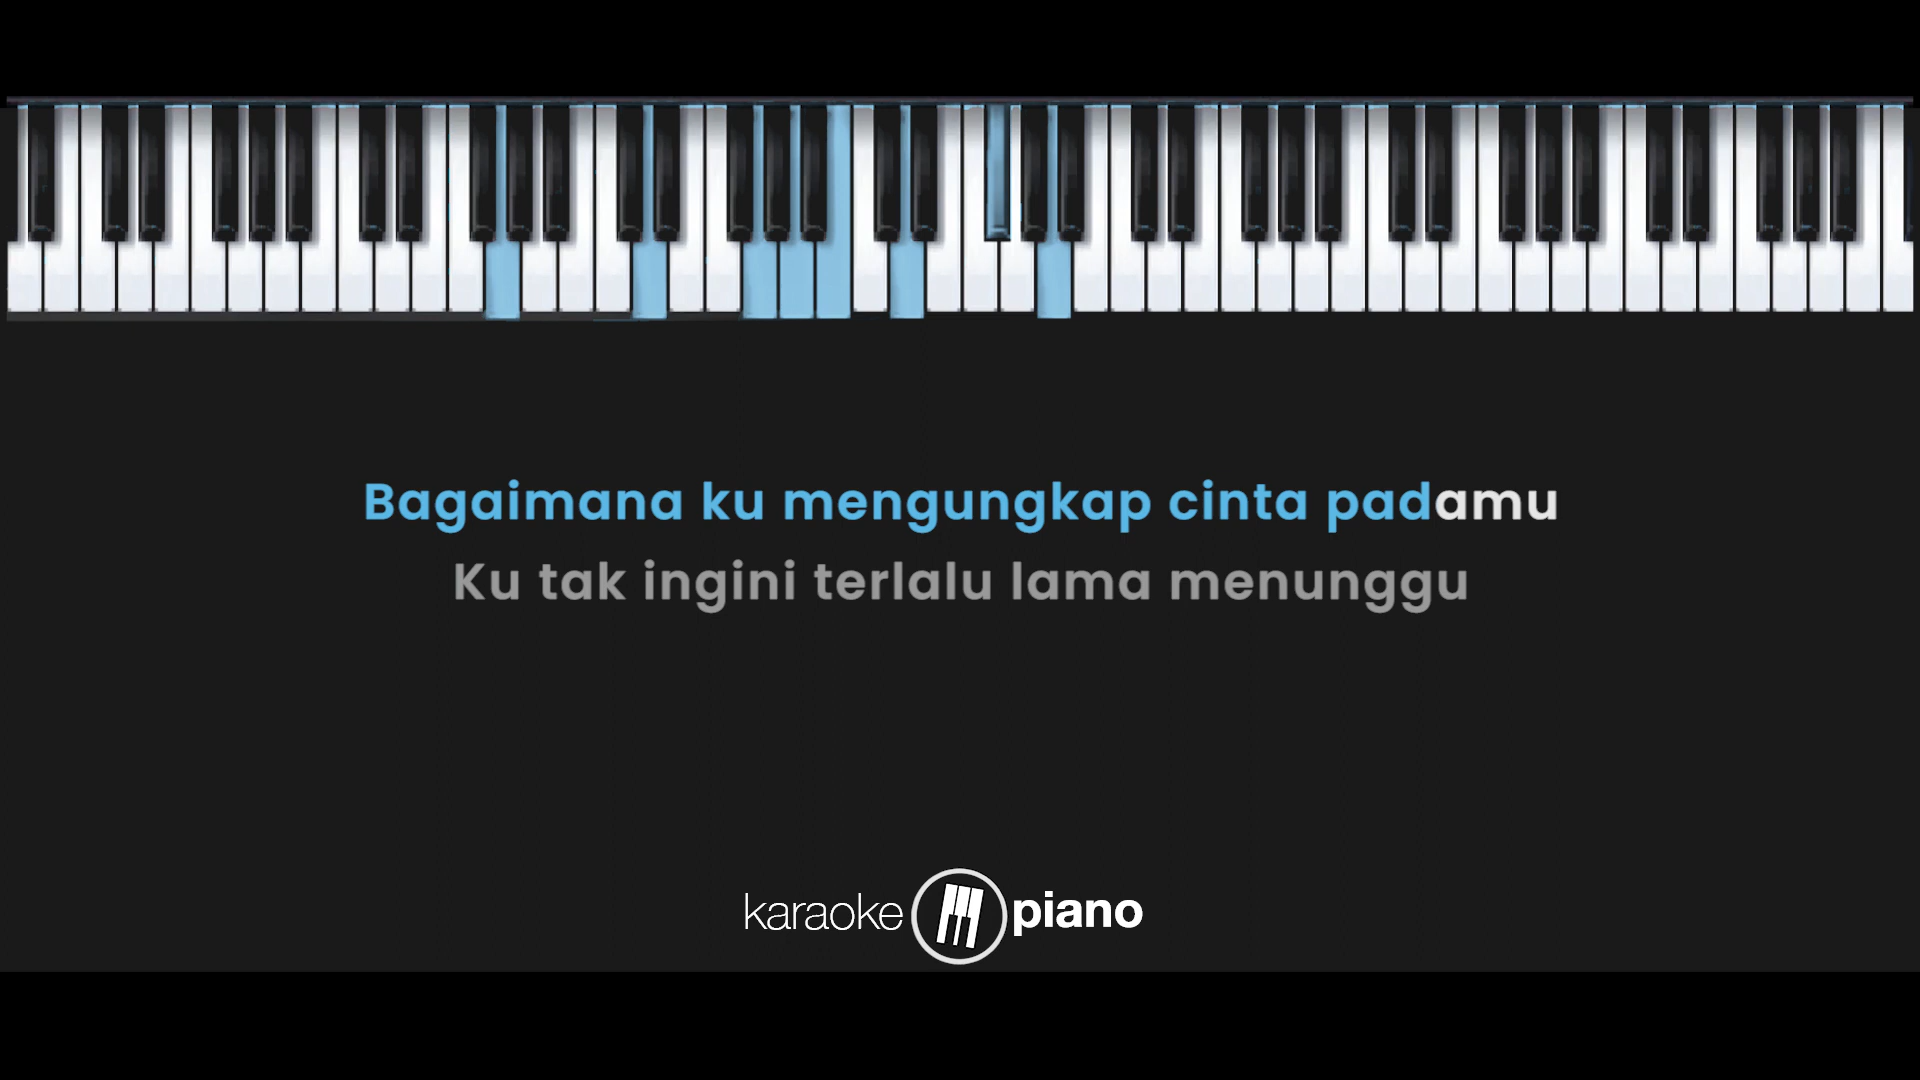 Bagaimana ku mengungkap cinta padamu
Ku tak ingini terlalu lama menunggu
karaoke piano